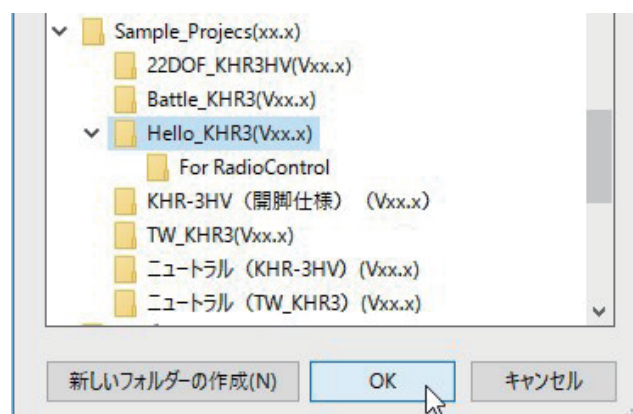 Sample_Projecs(xx.x)
22DOF_KHR3HV(Vxx.x)
Battle_KHR3(Vxx.x)
Hello_KHR3(Vxx.x)
For RadioControl
KHR-3HV（開脚仕様）（Vxx.x）
TW_KHR3(Vxx.x)
ニュートラル（KHR-3HV）(Vxx.x)
ニュートラル（TW_KHR3）(Vxx.x)
新しいフォルダーの作成(N) OK キャンセル